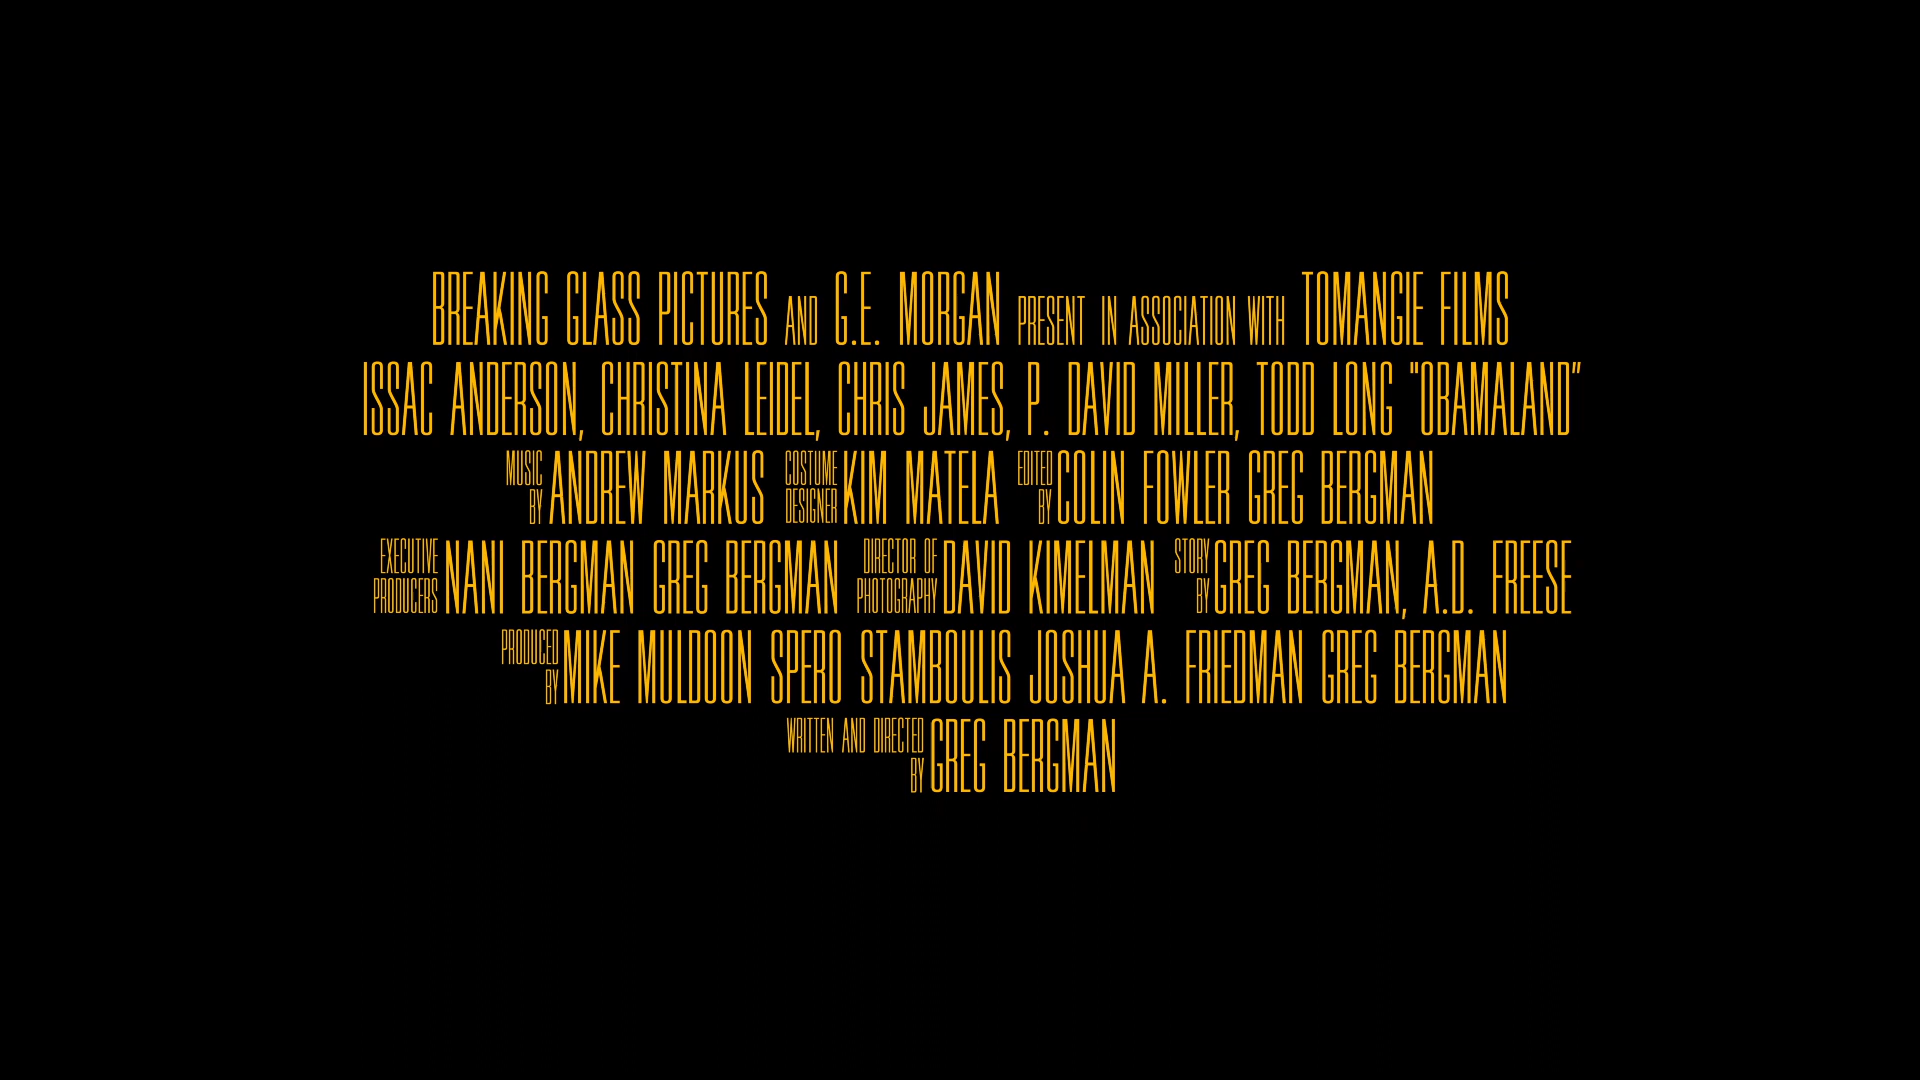 BREAKING GLASS PICTURES AND G.E. MORGAN PRESENT IN ASSOCIATION WITH TOMANGIE FILMS
ISSAC ANDERSON, CHRISTINA LEIDEL, CHRIS JAMES, P. DAVID MILLER, TODD LONG "OBAMALAND”
MUSIC BY ANDREW MARKUS COSTUME DESIGNER KIM MATELA EDITED BY COLIN FOWLER GREG BERGMAN
EXECUTIVE PRODUCERS NANI BERGMAN GREG BERGMAN DIRECTOR OF PHOTOGRAPHY DAVID KIMELMAN STORY BY GREG BERGMAN, A.D. FREESE
PRODUCED BY MIKE MULDOON SPERO STAMBOULIS JOSHUA A. FRIEDMAN GREG BERGMAN
WRITTEN AND DIRECTED BY GREG BERGMAN